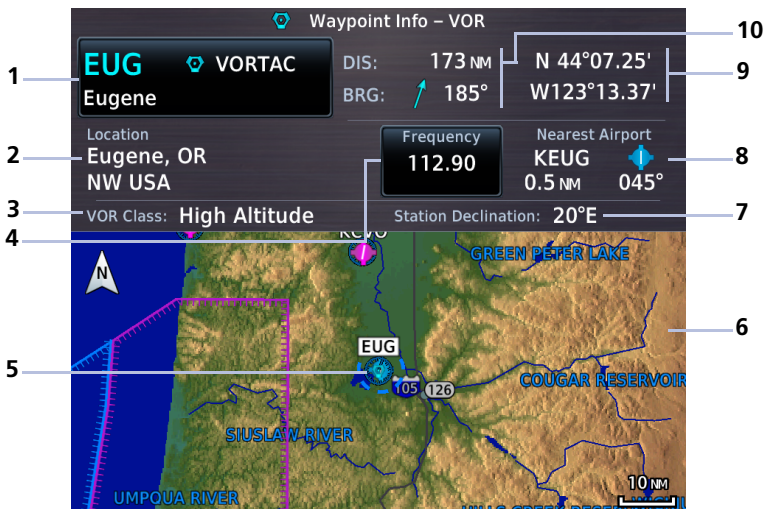 Waypoint Info – VOR
10
1
EUG VORTAC
Eugene
DIS: 173 NM
BRG: 185°
N 44°07.25'
W123°13.37'
9
2
Location
Eugene, OR
NW USA
Frequency
112.90
Nearest Airport
KEUG
0.5 NM 045°
8
3
VOR Class: High Altitude
Station Declination: 20°E
7
4
KCVO
GREEN PETER LAKE
N
6
EUG
5
105
126
COUGAR RESERVOIR
SIUSLAW RIVER
10 NM
UMPQUA RIVER